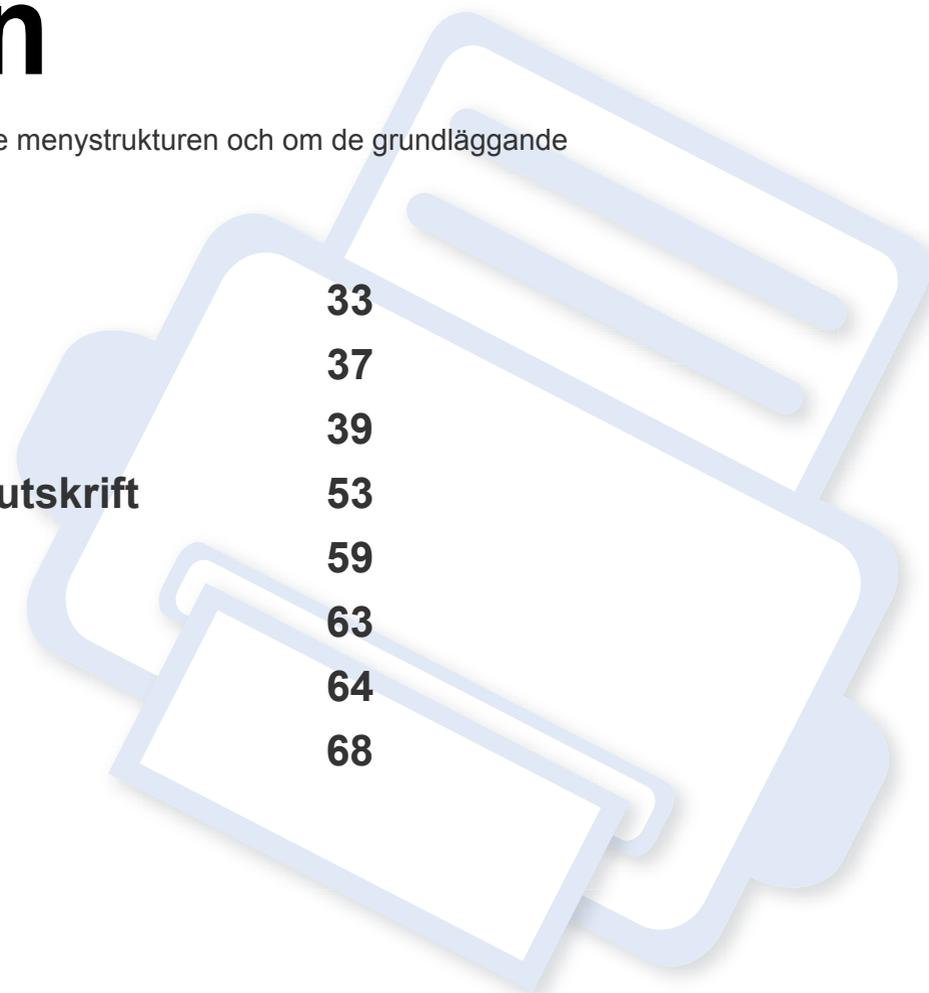 n
e menystrukturen och om de grundläggande
33
37
39
utskrift 53
59
63
64
68